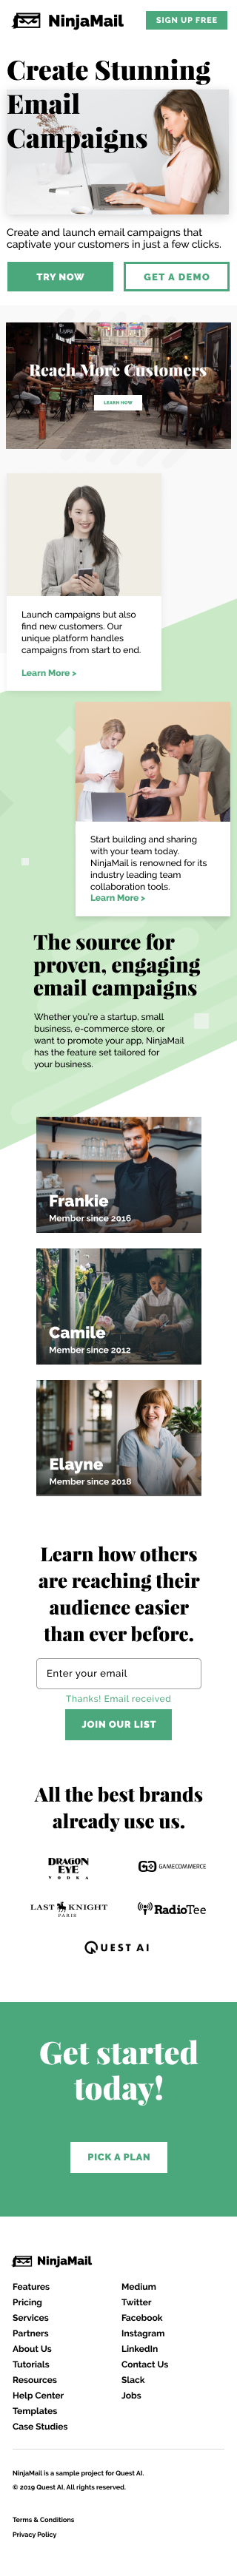 NinjaMail
SIGN UP FREE
Create Stunning
Email
Campaigns
Create and launch email campaigns that
captivate your customers in just a few clicks.
TRY NOW
GET A DEMO
Reach More Customers
LEARN HOW
Launch campaigns but also
find new customers. Our
unique platform handles
campaigns from start to end.
Learn More >
Start building and sharing
with your team today.
NinjaMail is renowned for its
industry leading team
collaboration tools.
Learn More >
The source for
proven, engaging
email campaigns
Whether you're a startup, small
business, e-commerce store, or
want to promote your app, NinjaMail
has the feature set tailored for
your business.
Frankie
Member since 2016
Camile
Member since 2012
Elayne
Member since 2018
Learn how others
are reaching their
audience easier
than ever before.
Enter your email
Thanks! Email received
JOIN OUR LIST
All the best brands
already use us.
DRAGON
EYE
VODKA
GAMECOMMERCE
LAST KNIGHT
PARIS
RadioTee
QUEST AI
Get started
today!
PICK A PLAN
NinjaMail
Features
Pricing
Services
Partners
About Us
Tutorials
Resources
Help Center
Templates
Case Studies
Medium
Twitter
Facebook
Instagram
LinkedIn
Contact Us
Slack
Jobs
NinjaMail is a sample project for Quest AI.
© 2019 Quest AI, All rights reserved.
Terms & Conditions
Privacy Policy